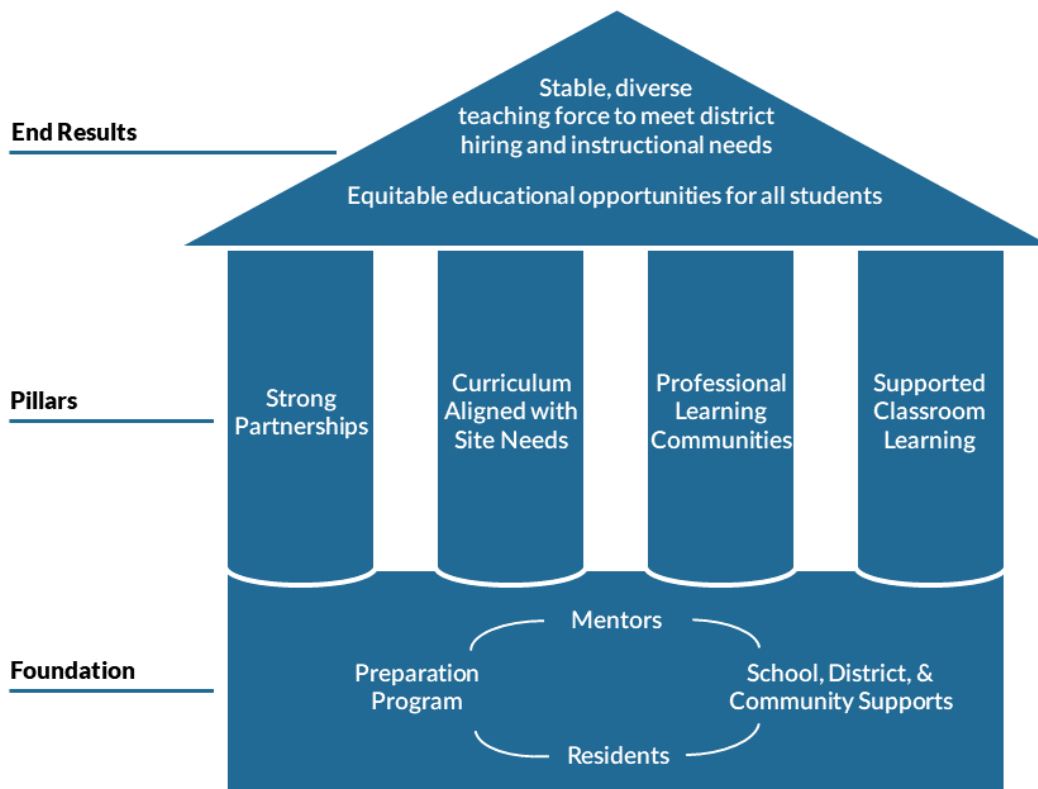 Stable, diverse
teaching force to meet district
hiring and instructional needs
Equitable educational opportunities for all students
End Results
Pillars
Strong
Partnerships
Curriculum
Aligned with
Site Needs
Professional
Learning
Communities
Supported
Classroom
Learning
Foundation
Mentors
Preparation
Program
School, District, &
Community Supports
Residents